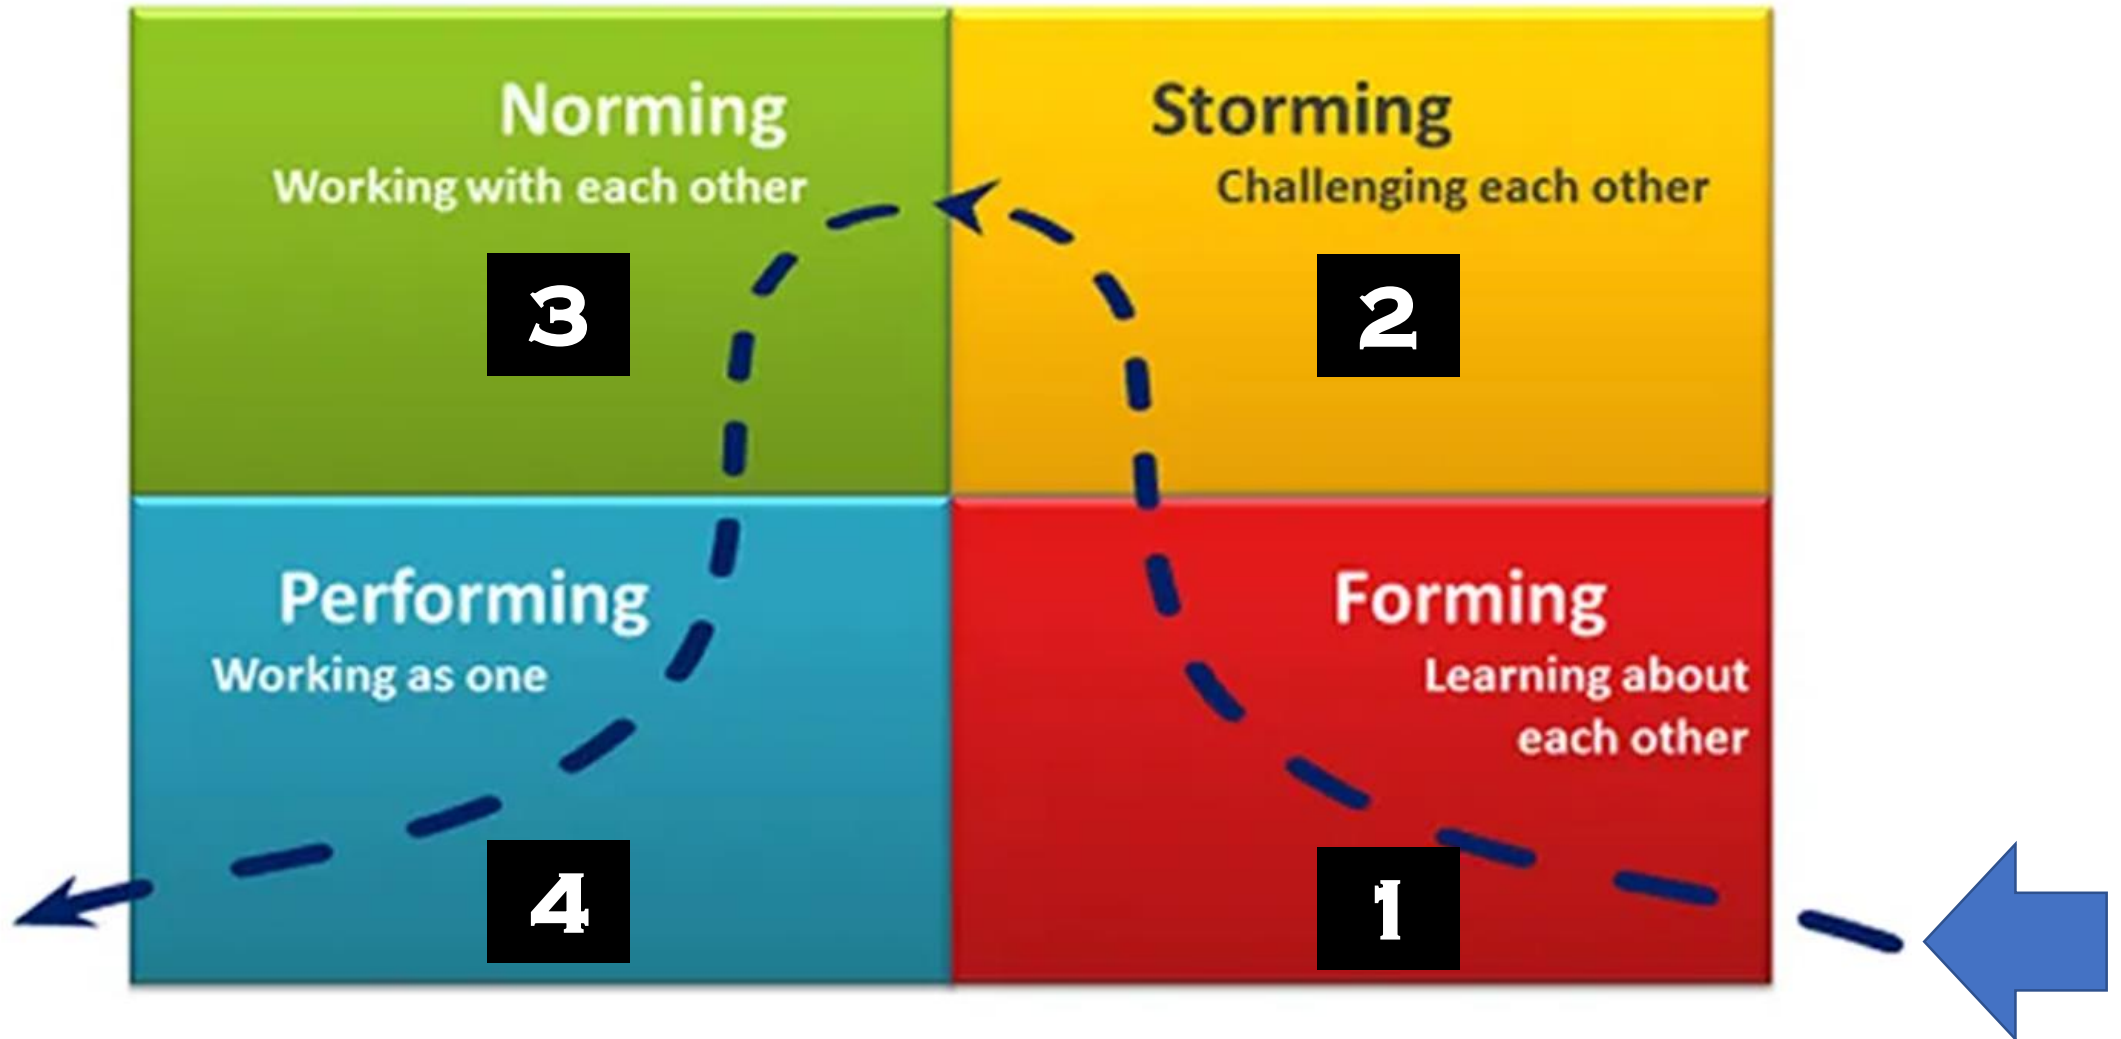 Norming
Working with each other
3
Storming
Challenging each other
2
Performing
Working as one
4
Forming
Learning about
each other
1